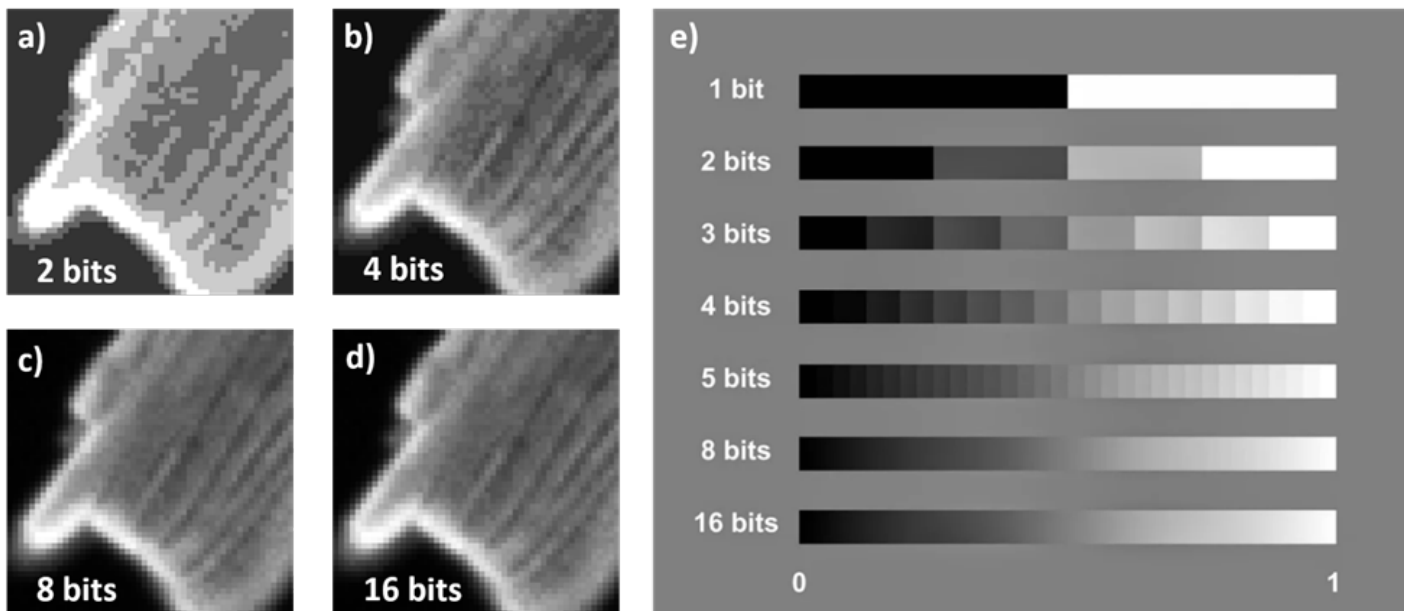 a)
2 bits
b)
4 bits
c)
8 bits
d)
16 bits
e)
1 bit
2 bits
3 bits
4 bits
5 bits
8 bits
16 bits
0 1